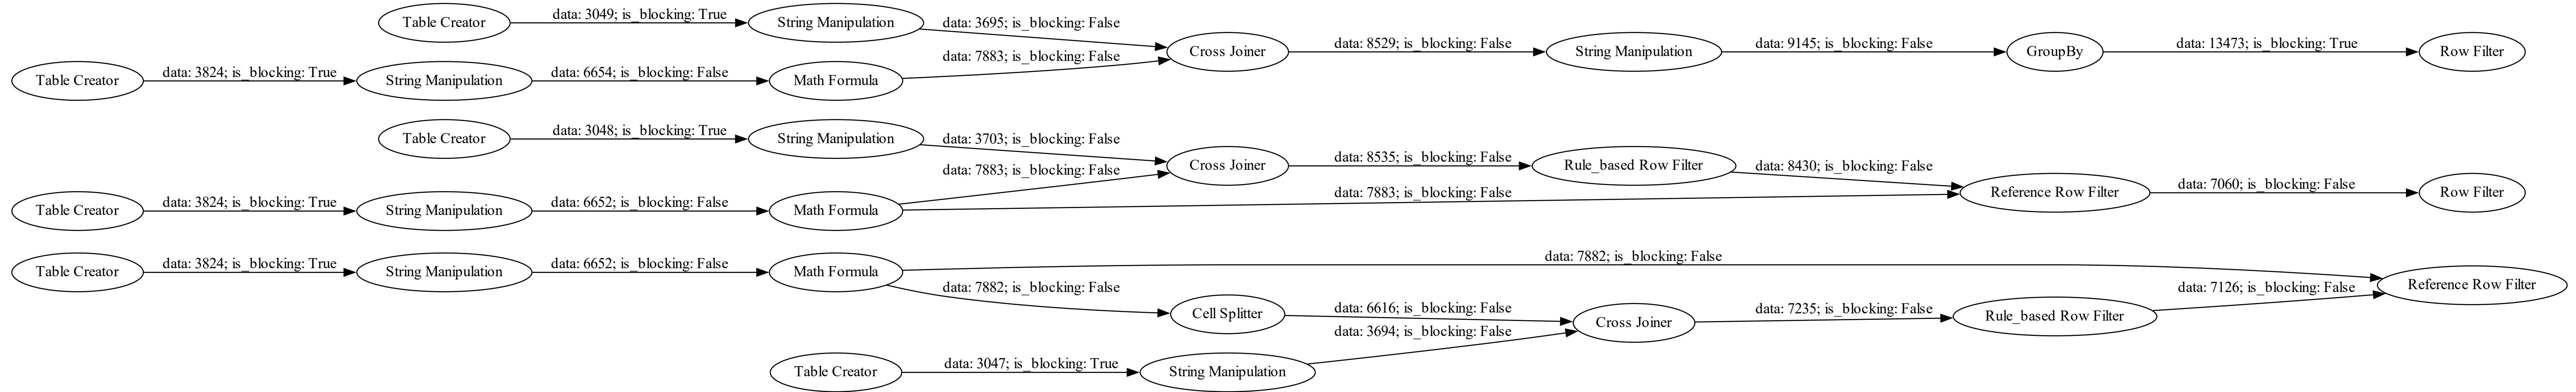 Table Creator
data: 3049; is_blocking: True
String Manipulation
data: 3695; is_blocking: False
Table Creator
data: 3824; is_blocking: True
String Manipulation
data: 6654; is_blocking: False
Math Formula
data: 7883; is_blocking: False
Cross Joiner
data: 8529; is_blocking: False
String Manipulation
data: 9145; is_blocking: False
GroupBy
data: 13473; is_blocking: True
Row Filter
Table Creator
data: 3048; is_blocking: True
String Manipulation
data: 3703; is_blocking: False
Table Creator
data: 3824; is_blocking: True
String Manipulation
data: 6652; is_blocking: False
Math Formula
data: 7883; is_blocking: False
Cross Joiner
data: 8535; is_blocking: False
Rule_based Row Filter
data: 8430; is_blocking: False
data: 7883; is_blocking: False
Reference Row Filter
data: 7060; is_blocking: False
Row Filter
Table Creator
data: 3824; is_blocking: True
String Manipulation
data: 6652; is_blocking: False
Math Formula
data: 7882; is_blocking: False
data: 7882; is_blocking: False
Cell Splitter
data: 6616; is_blocking: False
Table Creator
data: 3047; is_blocking: True
String Manipulation
data: 3694; is_blocking: False
Cross Joiner
data: 7235; is_blocking: False
Rule_based Row Filter
data: 7126; is_blocking: False
Reference Row Filter